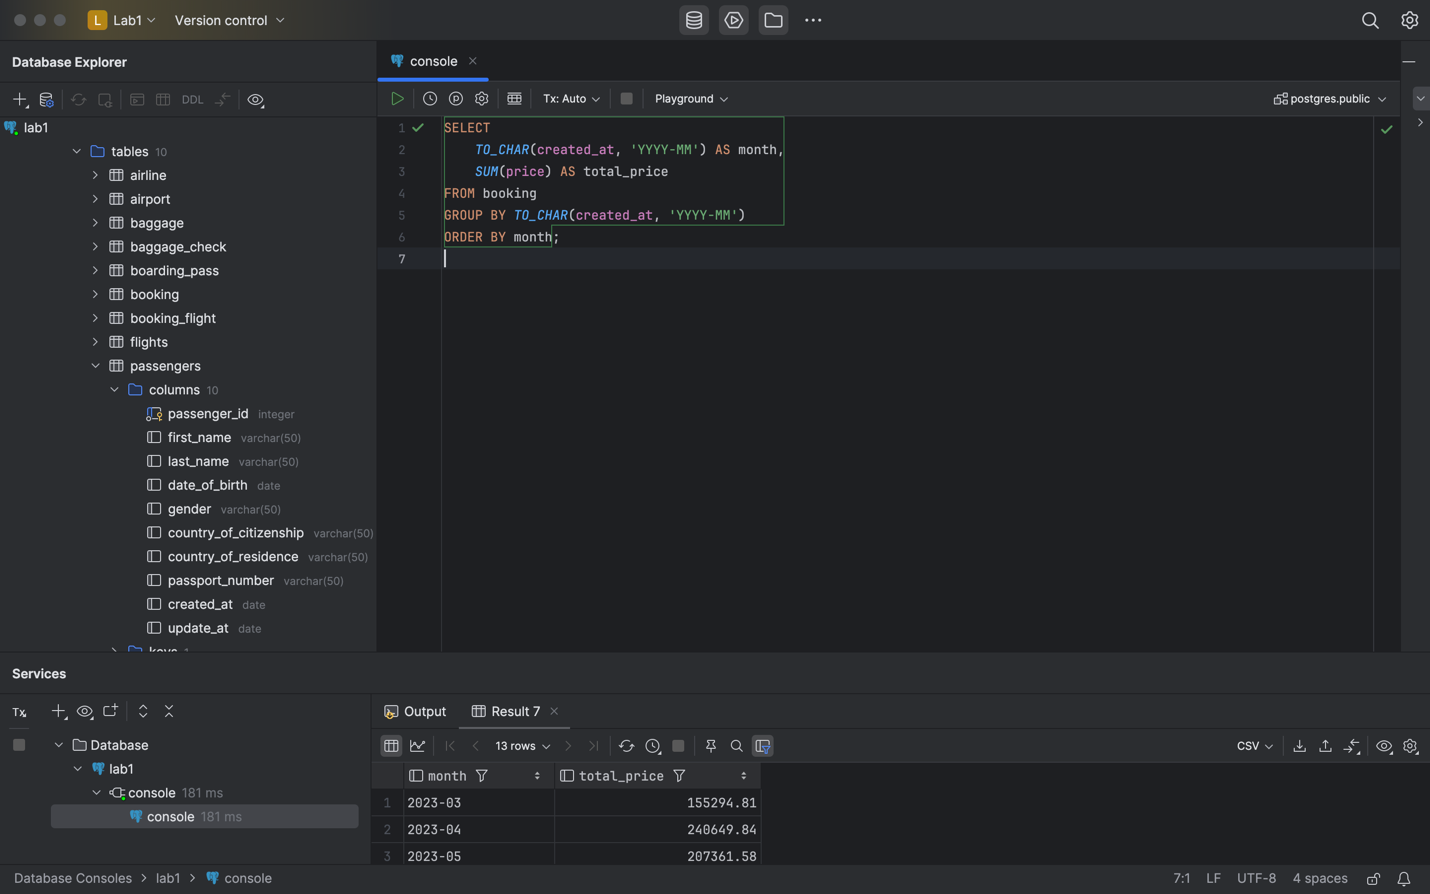 L Lab1 Version control
Database Explorer
console
DDL
Tx: Auto
Playground
postgres.public
lab1
tables 10
airline
airport
baggage
baggage_check
boarding_pass
booking
booking_flight
flights
passengers
columns 10
passenger_id integer
first_name varchar(50)
last_name varchar(50)
date_of_birth date
gender varchar(50)
country_of_citizenship varchar(50)
country_of_residence varchar(50)
passport_number varchar(50)
created_at date
update_at date
keys 1
1 SELECT
2 TO_CHAR(created_at, 'YYYY-MM') AS month,
3 SUM(price) AS total_price
4 FROM booking
5 GROUP BY TO_CHAR(created_at, 'YYYY-MM')
6 ORDER BY month;
7
Services
Tx
Database
lab1
console 181 ms
console 181 ms
Output Result 7
13 rows
CSV
month total_price
1 2023-03 155294.81
2 2023-04 240649.84
3 2023-05 207361.58
Database Consoles lab1 console
7:1 LF UTF-8 4 spaces